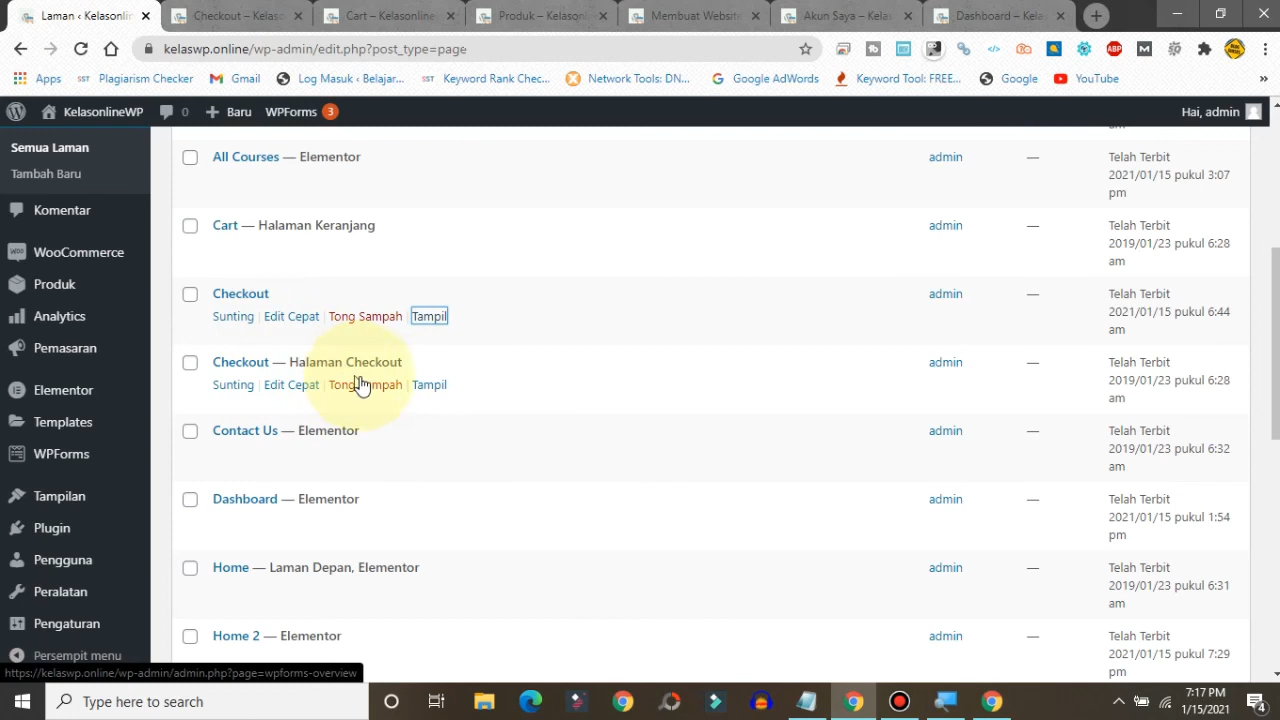 Laman ‹ Kelasonlin
Checkout – Kelaso
Cart – Kelasonline
Produk – Kelasonl
Membuat Website
Akun Saya – Kelas
Dashboard – Kela
kelaswp.online/wp-admin/edit.php?post_type=page
Apps
SST Plagiarism Checker
Gmail
Log Masuk ‹ Belajar...
SST Keyword Rank Chec...
Network Tools: DN...
Google AdWords
Keyword Tool: FREE...
Google
YouTube
»
KelasonlineWP
0
Baru
WPForms 3
Hai, admin
Semua Laman
Tambah Baru
Komentar
WooCommerce
Produk
Analytics
Pemasaran
Elementor
Templates
WPForms
Tampilan
Plugin
Pengguna
Peralatan
Pengaturan
Persempit menu
All Courses — Elementor
admin
—
Telah Terbit
2021/01/15 pukul 3:07
pm
Cart — Halaman Keranjang
admin
—
Telah Terbit
2019/01/23 pukul 6:28
am
Checkout
Sunting | Edit Cepat | Tong Sampah | Tampil
admin
—
Telah Terbit
2019/01/23 pukul 6:44
am
Checkout — Halaman Checkout
Sunting | Edit Cepat | Tong Sampah | Tampil
admin
—
Telah Terbit
2019/01/23 pukul 6:28
am
Contact Us — Elementor
admin
—
Telah Terbit
2019/01/23 pukul 6:32
am
Dashboard — Elementor
admin
—
Telah Terbit
2021/01/15 pukul 1:54
pm
Home — Laman Depan, Elementor
admin
—
Telah Terbit
2019/01/23 pukul 6:31
am
Home 2 — Elementor
admin
—
Telah Terbit
2021/01/15 pukul 7:29
pm
https://kelaswp.online/wp-admin/admin.php?page=wpforms-overview
Type here to search
7:17 PM
1/15/2021
4